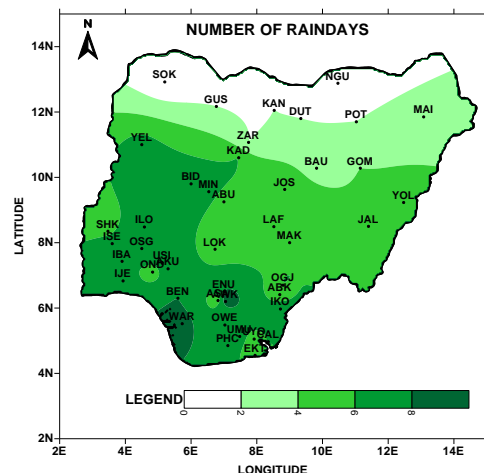 NUMBER OF RAINDAYS
N
14N
12N
10N
8N
6N
4N
2N
LATITUDE
SOK
NGU
GUS
KAN
DUT
POT
MAI
ZAR
YEL
KAD
BAU
GOM
BID
MIN
ABU
JOS
YOL
SHK
ILO
LAF
JAL
ISE
OSG
LOK
MAK
IBA
USI
AKU
OND
IJE
ENU
OGJ
ABK
BEN
AWK
IKO
WAR
OWE
UMU
UYO
CAL
PHC
EKT
LEGEND
0 2 4 6 8
2E 4E 6E 8E 10E 12E 14E
LONGITUDE